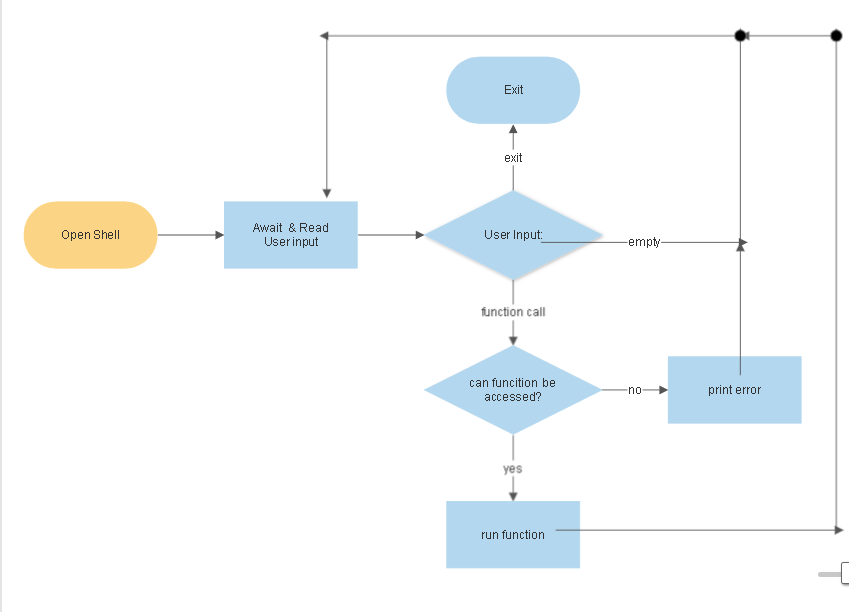 Exit
exit
Open Shell
Await & Read
User input
User Input:
empty
function call
can funcition be
accessed?
no
print error
yes
run function